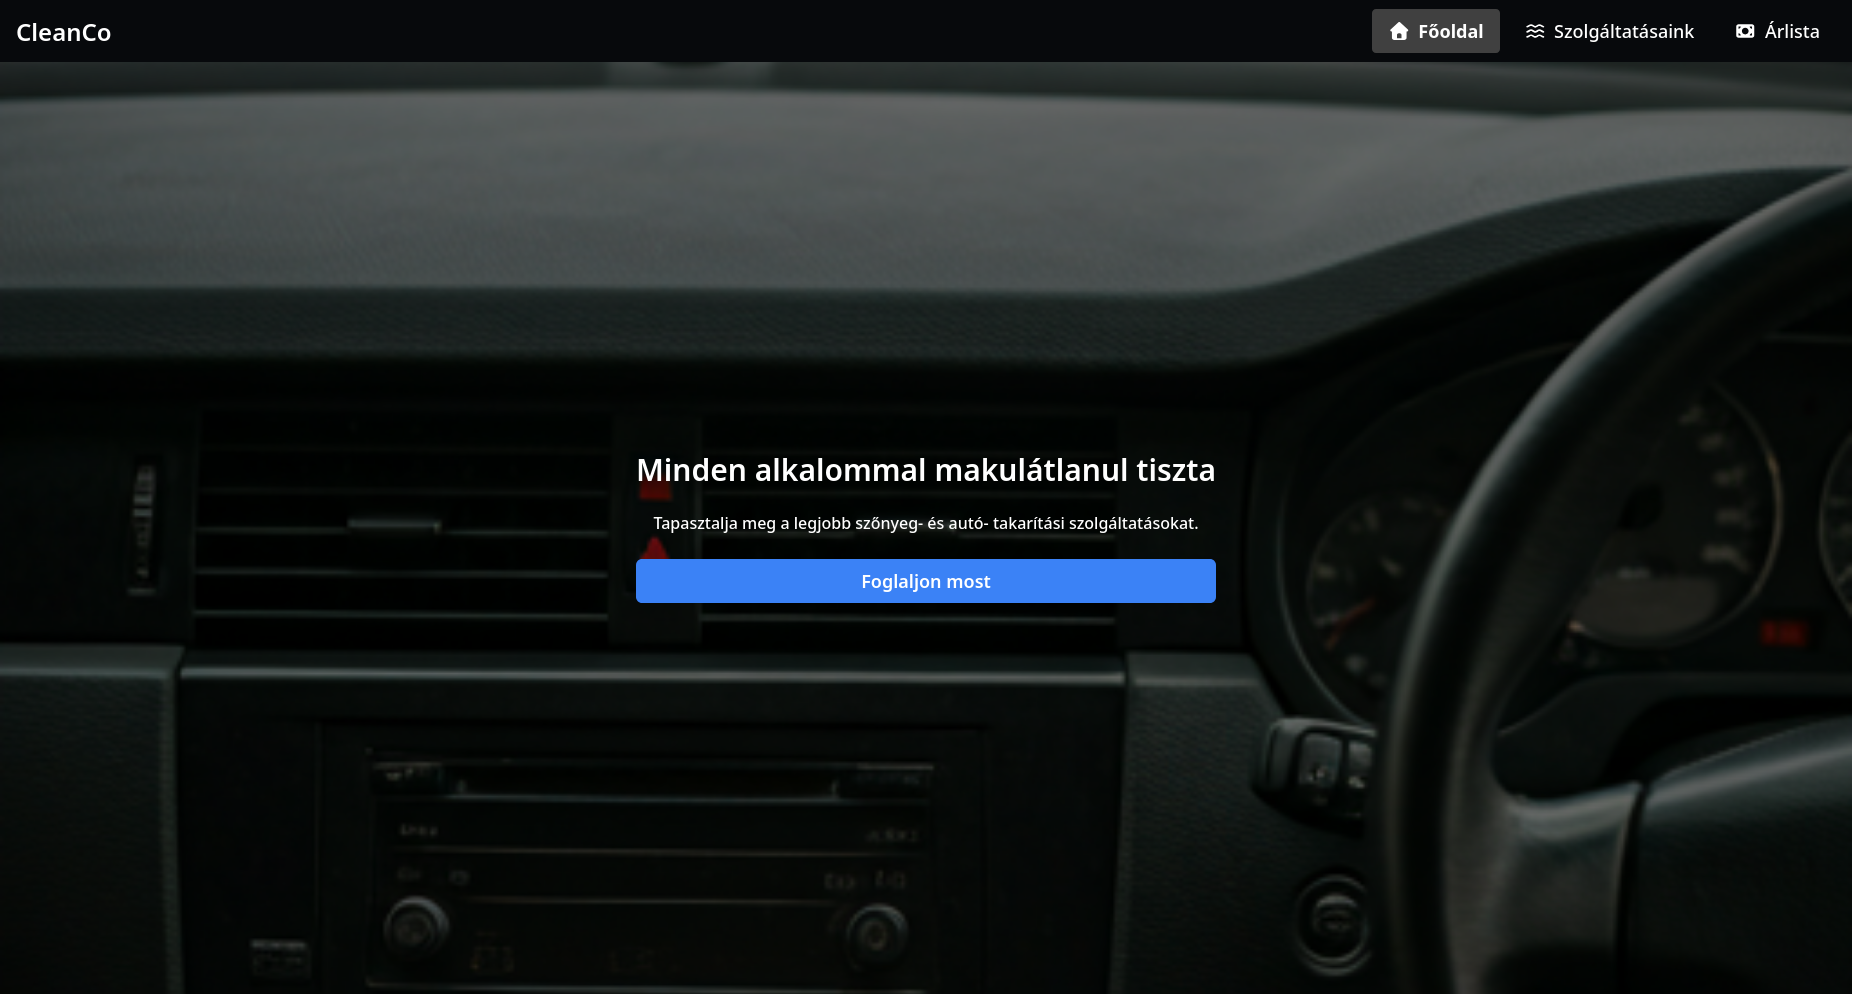 CleanCo
Főoldal
Szolgáltatásaink
Árlista
Minden alkalommal makulátlanul tiszta
Tapasztalja meg a legjobb szőnyeg- és autó- takarítási szolgáltatásokat.
Foglaljon most